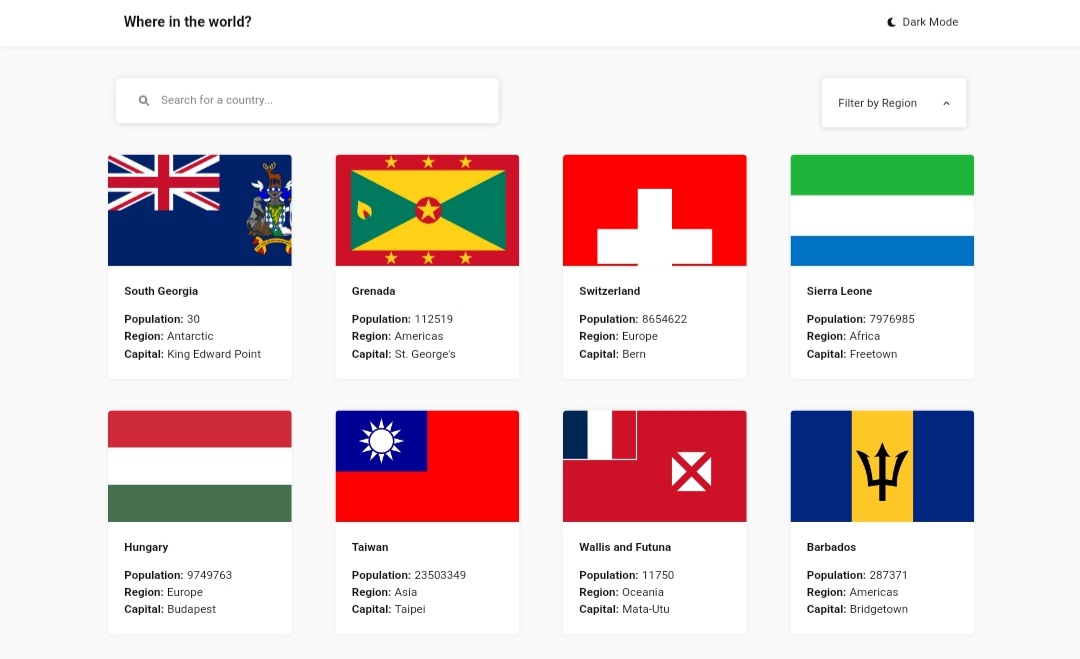 Where in the world?
Dark Mode
Search for a country...
Filter by Region
South Georgia
Population: 30
Region: Antarctic
Capital: King Edward Point
Grenada
Population: 112519
Region: Americas
Capital: St. George's
Switzerland
Population: 8654622
Region: Europe
Capital: Bern
Sierra Leone
Population: 7976985
Region: Africa
Capital: Freetown
Hungary
Population: 9749763
Region: Europe
Capital: Budapest
Taiwan
Population: 23503349
Region: Asia
Capital: Taipei
Wallis and Futuna
Population: 11750
Region: Oceania
Capital: Mata-Utu
Barbados
Population: 287371
Region: Americas
Capital: Bridgetown